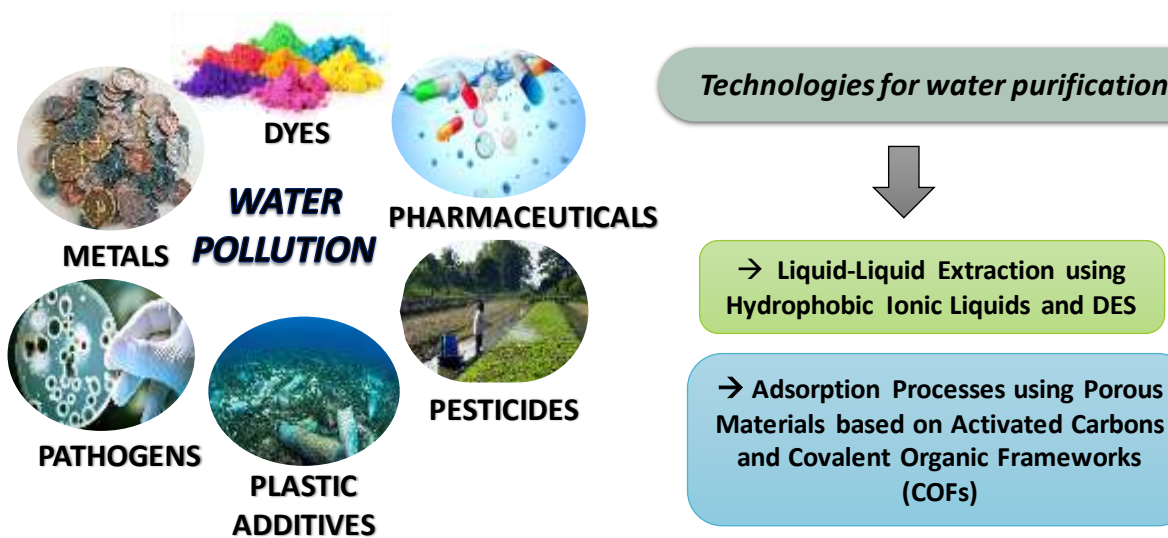 DYES
WATER
POLLUTION
PHARMACEUTICALS
METALS
PESTICIDES
PATHOGENS
PLASTIC
ADDITIVES
Technologies for water purification
→ Liquid-Liquid Extraction using
Hydrophobic Ionic Liquids and DES
→ Adsorption Processes using Porous
Materials based on Activated Carbons
and Covalent Organic Frameworks
(COFs)